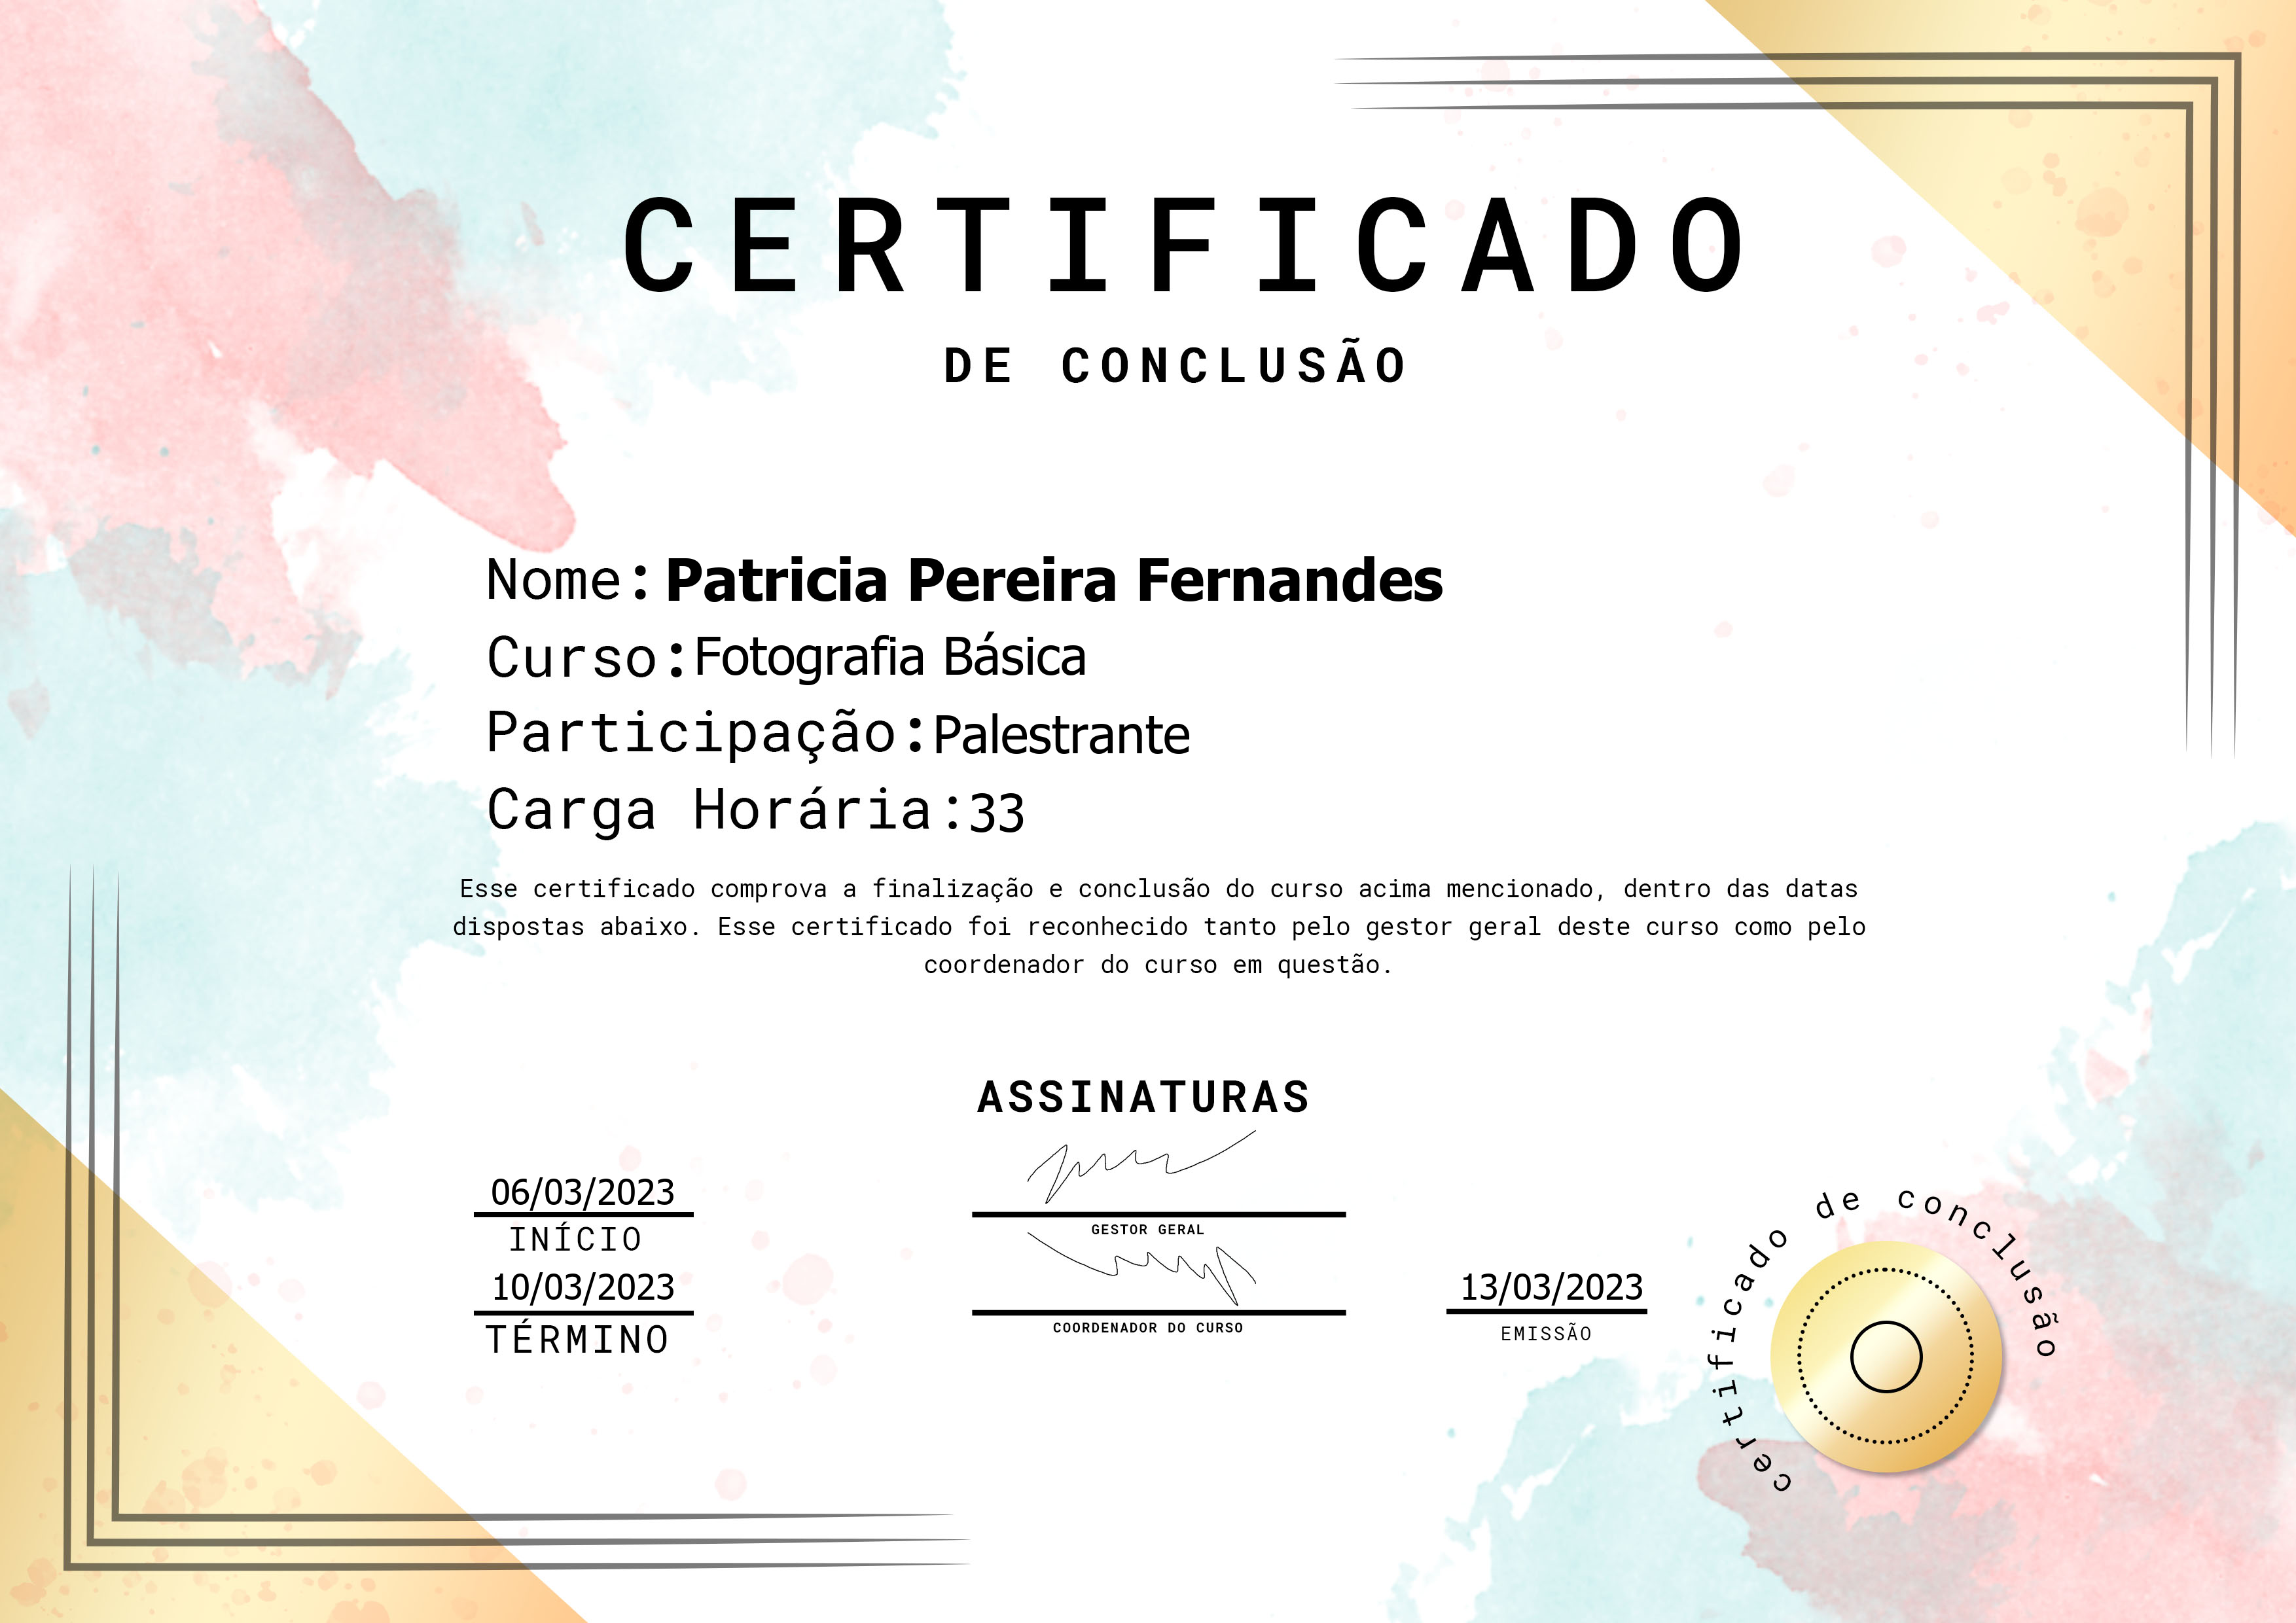 CERTIFICADO
DE CONCLUSÃO
Nome: Patricia Pereira Fernandes
Curso: Fotografia Básica
Participação: Palestrante
Carga Horária: 33
Esse certificado comprova a finalização e conclusão do curso acima mencionado, dentro das datas
dispostas abaixo. Esse certificado foi reconhecido tanto pelo gestor geral deste curso como pelo
coordenador do curso em questão.
ASSINATURAS
06/03/2023
INÍCIO
GESTOR GERAL
10/03/2023
TÉRMINO
COORDENADOR DO CURSO
13/03/2023
EMISSÃO
certificado de conclusão